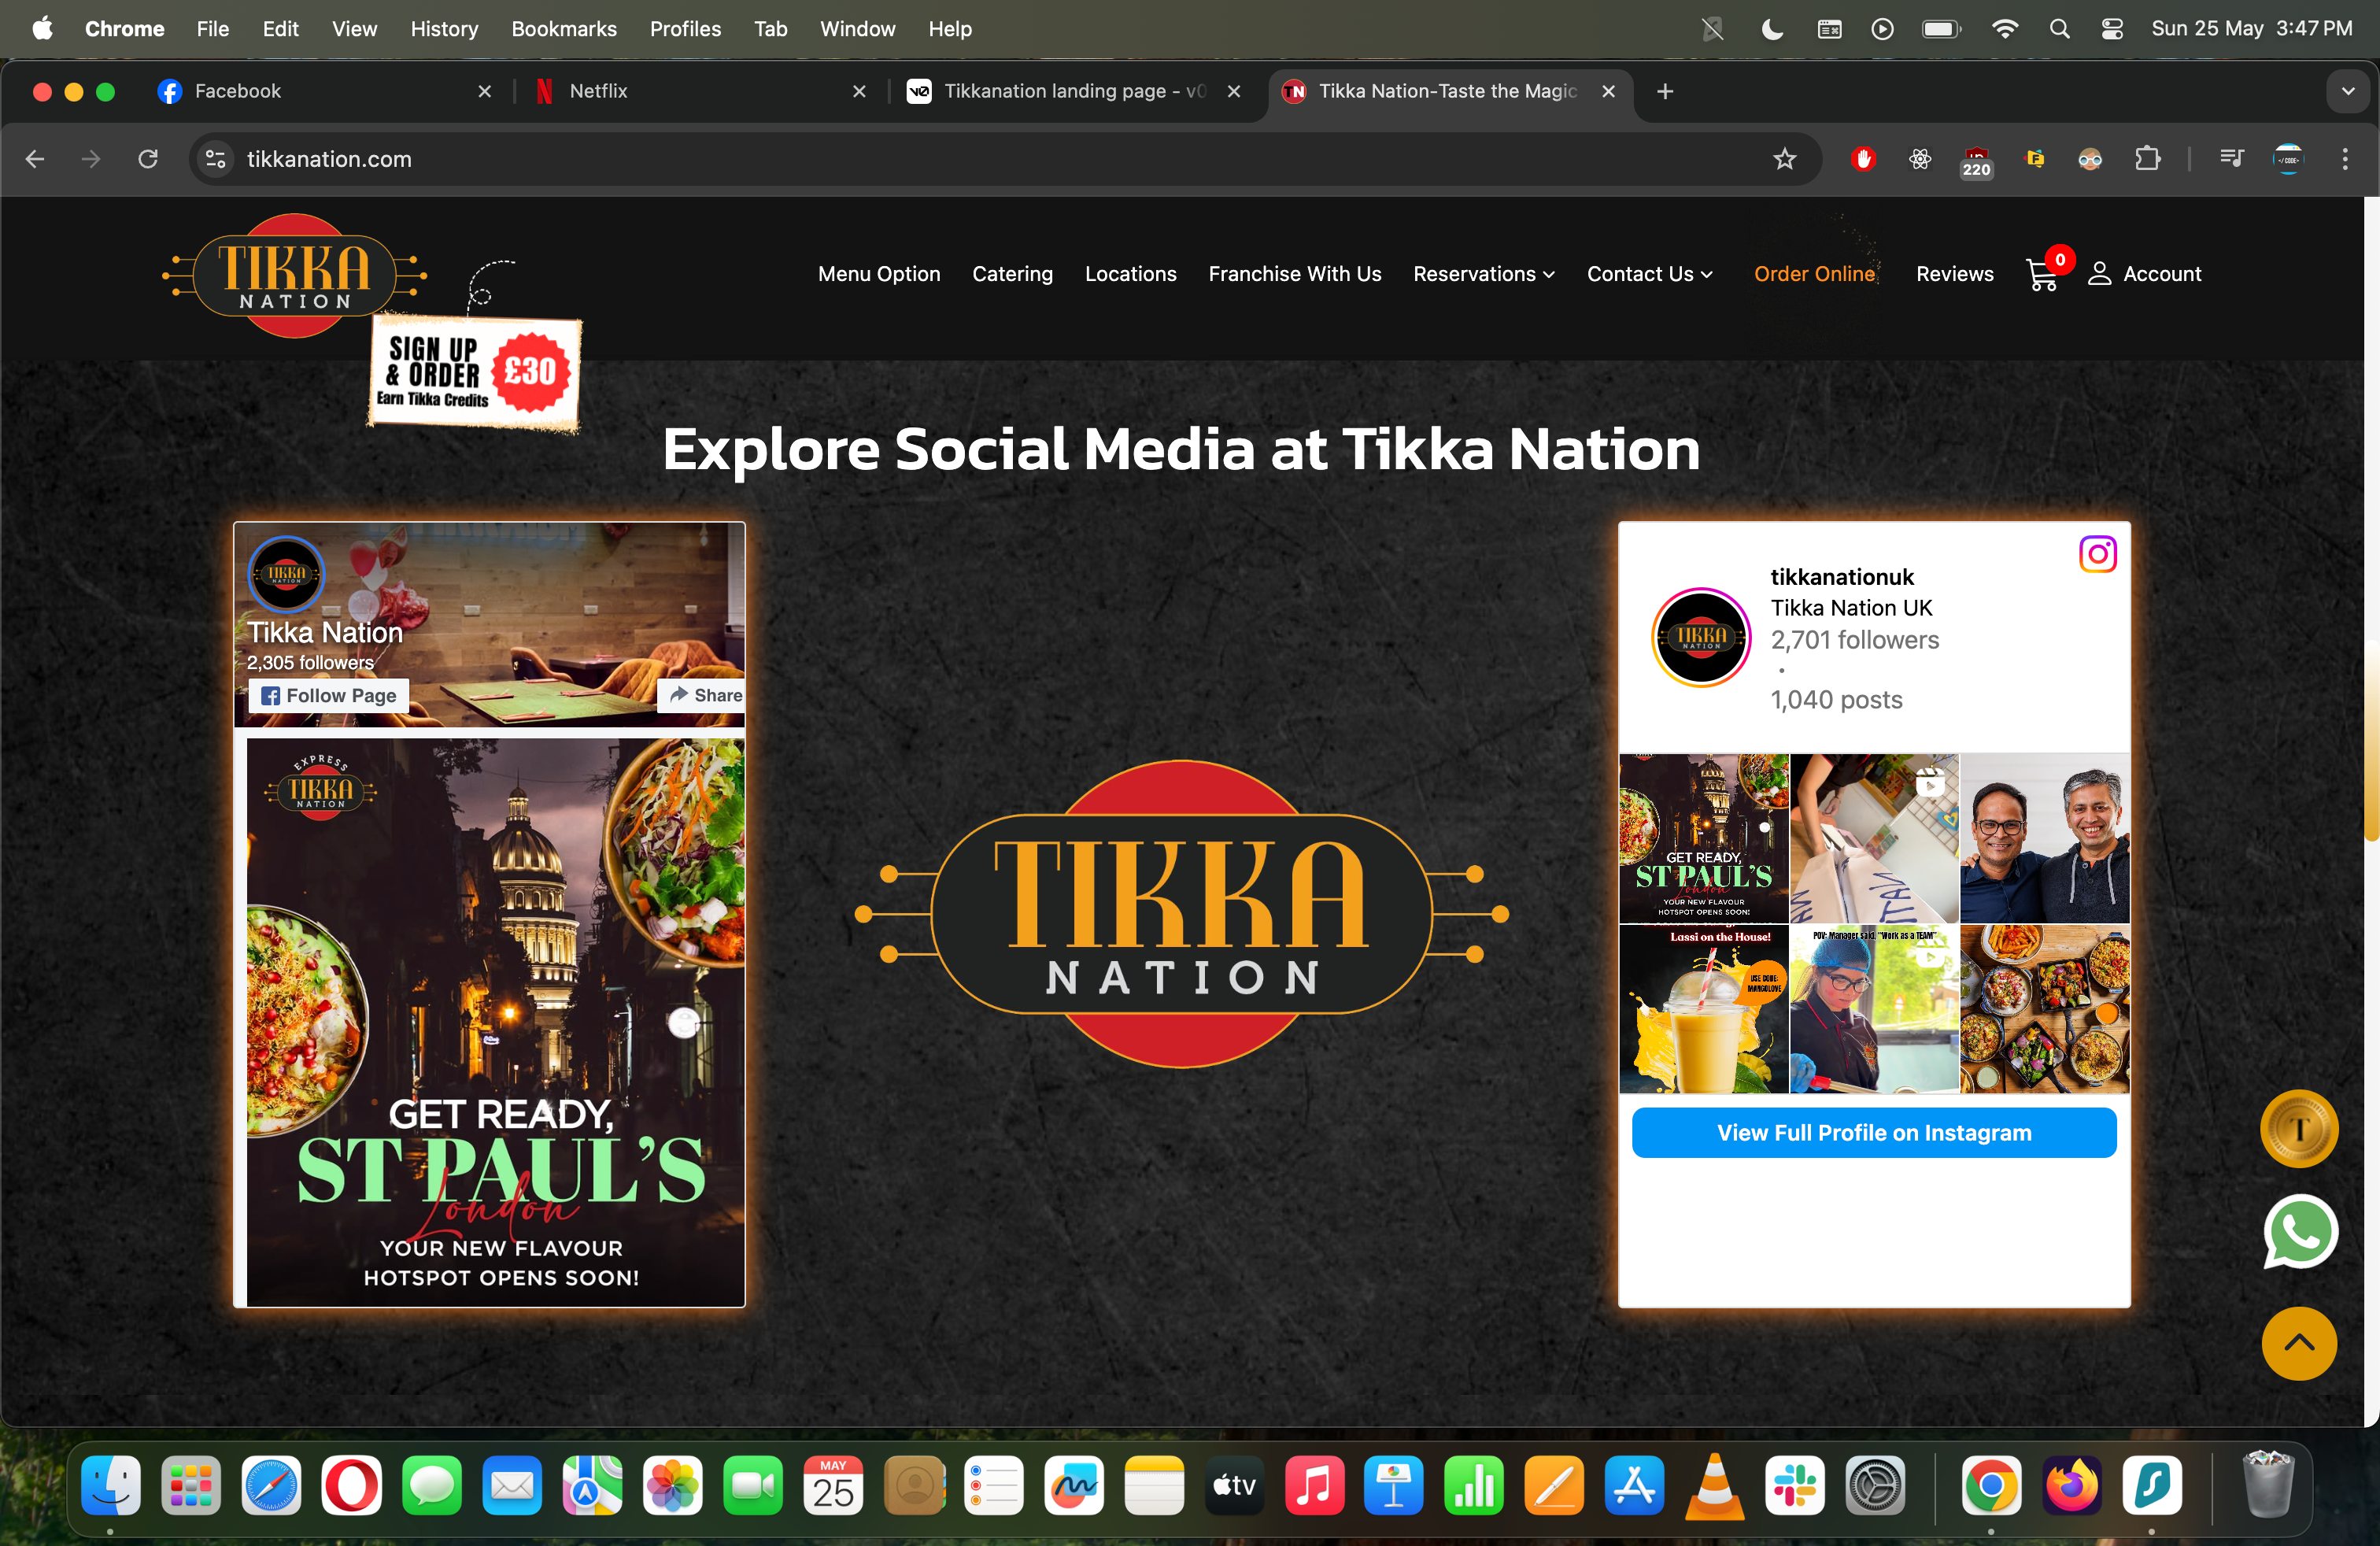 Chrome File Edit View History Bookmarks Profiles Tab Window Help
Sun 25 May 3:47 PM
Facebook
Netflix
Tikkanation landing page - v0
Tikka Nation-Taste the Magic
tikkanation.com
220
TIKKA
NATION
Menu Option Catering Locations Franchise With Us Reservations Contact Us Order Online Reviews 0 Account
SIGN UP
& ORDER
£30
Earn Tikka Credits
Explore Social Media at Tikka Nation
TIKKA
NATION
Tikka Nation
2,305 followers
Follow Page
Share
EXPRESS
TIKKA
NATION
GET READY,
ST PAUL'S
London
YOUR NEW FLAVOUR
HOTSPOT OPENS SOON!
TIKKA
NATION
tikkanationuk
Tikka Nation UK
2,701 followers
·
1,040 posts
TIKKA
NATION
GET READY,
ST PAUL'S
London
YOUR NEW FLAVOUR
HOTSPOT OPENS SOON!
Lassi on the House!
USE CODE:
MANGOLOVE
POV: Manager said, "Work as a TEAM"
View Full Profile on Instagram
T
MAY
25
tv